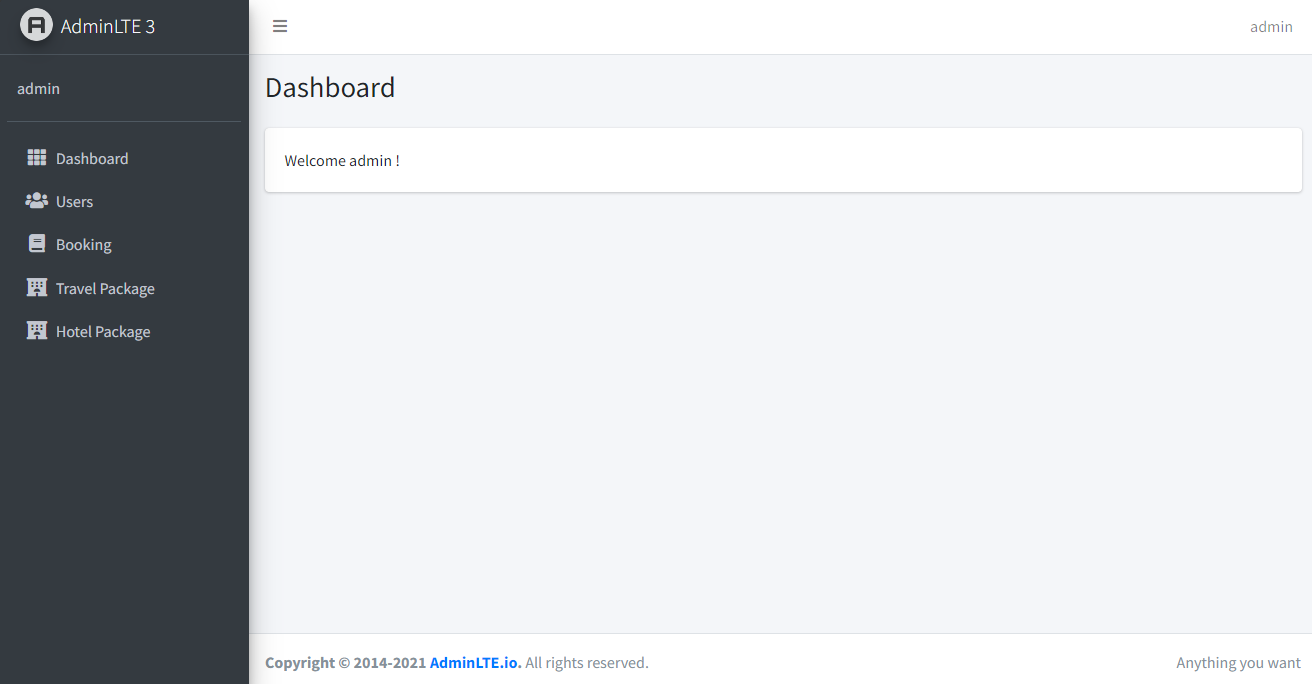 AdminLTE 3
admin
admin
Dashboard
Users
Booking
Travel Package
Hotel Package
Dashboard
Welcome admin !
Copyright © 2014-2021 AdminLTE.io. All rights reserved.
Anything you want